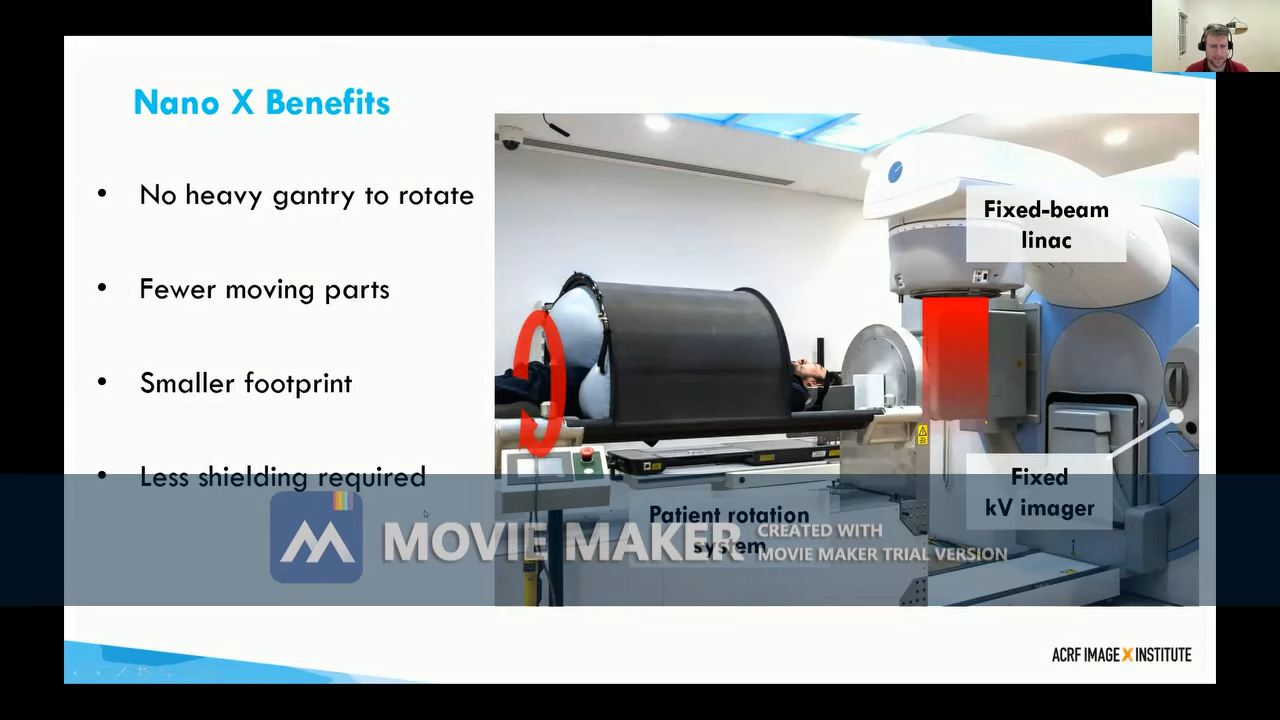 Nano X Benefits
• No heavy gantry to rotate
• Fewer moving parts
• Smaller footprint
• Less shielding required
Fixed-beam
linac
Fixed
kV imager
Patient rotation
system
MOVIE MAKER
CREATED WITH
MOVIE MAKER TRIAL VERSION
ACRF IMAGE X INSTITUTE